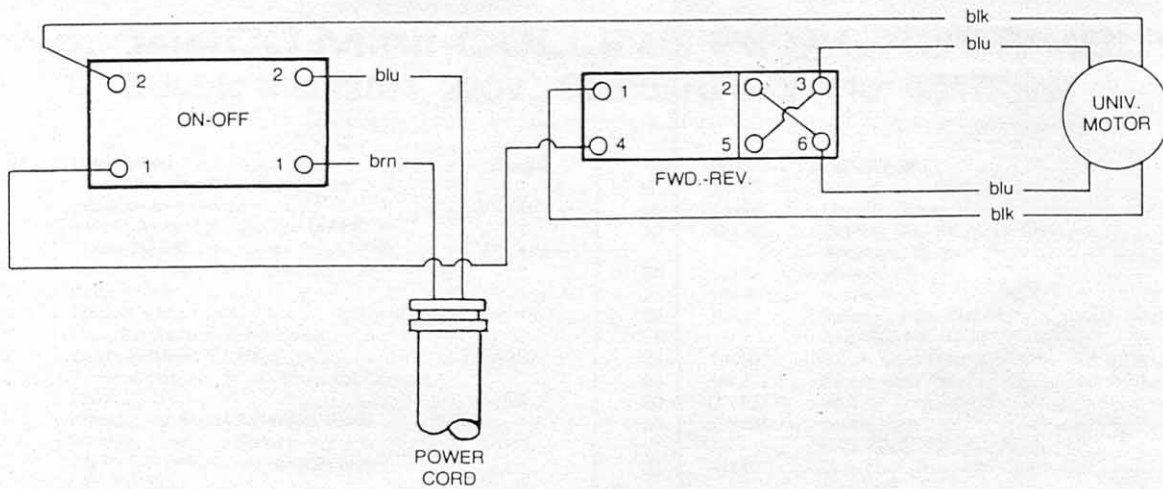 blk
blu
2 2 blu
ON-OFF
1 1 brn
1 2 3
4 5 6
FWD.-REV.
UNIV.
MOTOR
blu
blk
POWER
CORD